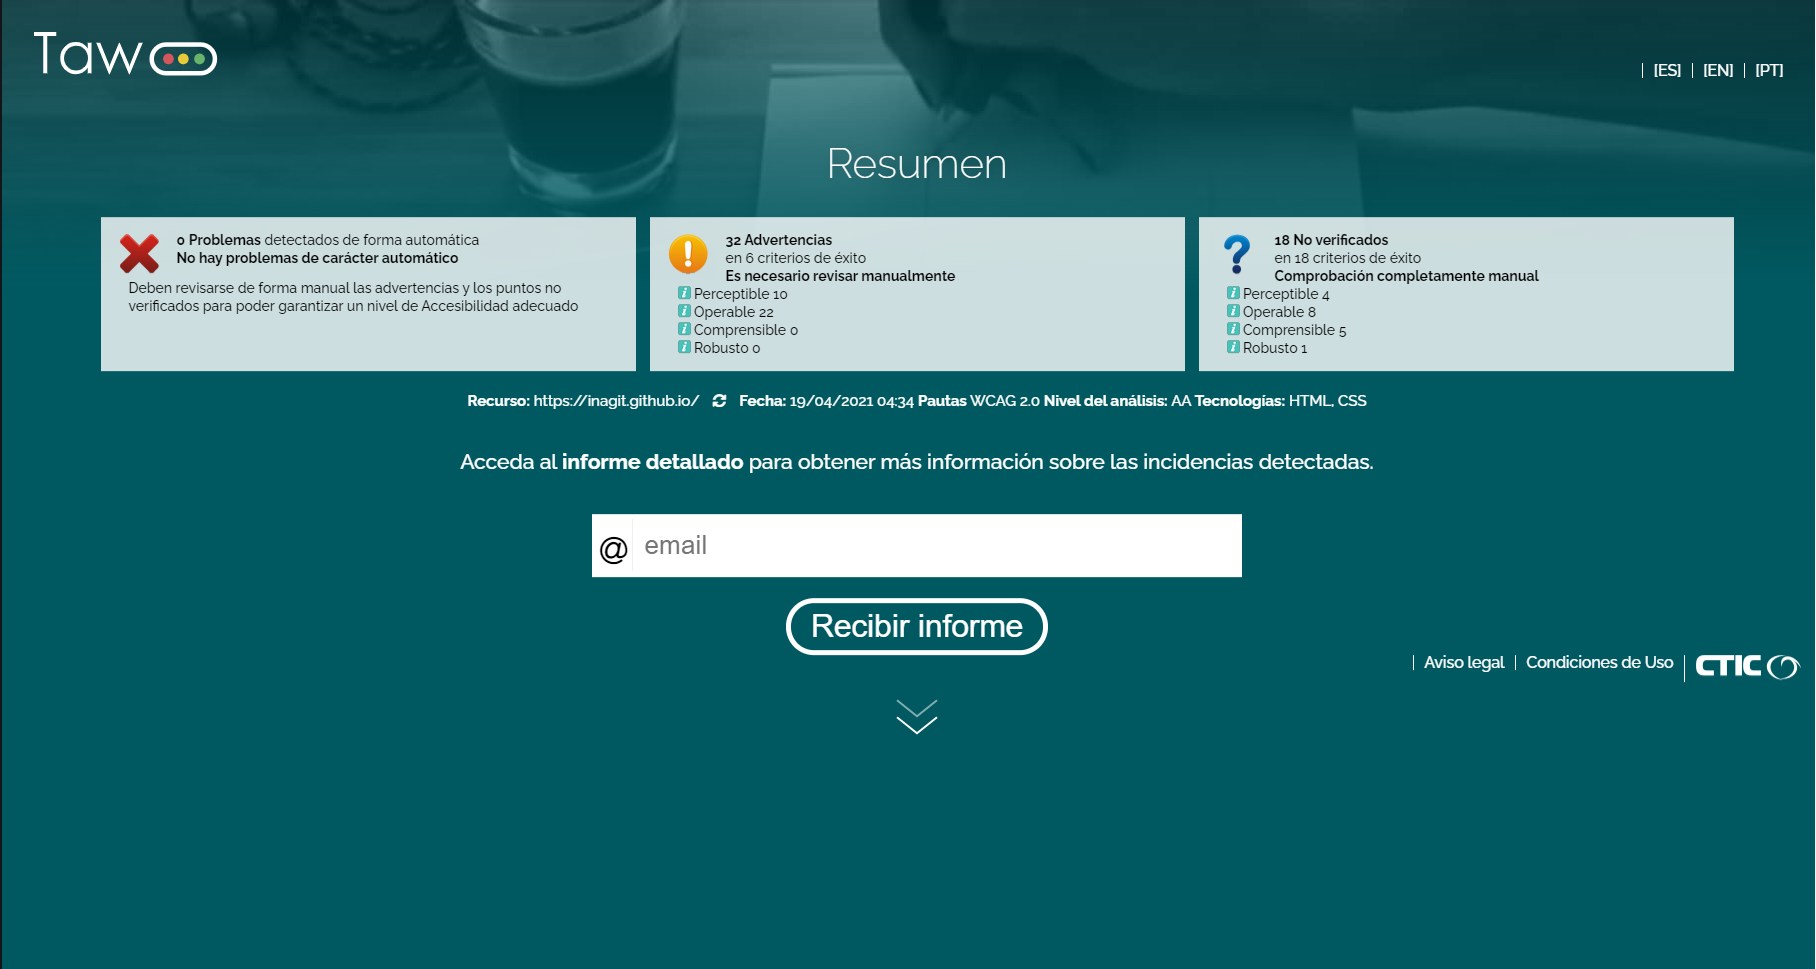 Taw
| [ES] | [EN] | [PT]
Resumen
0 Problemas detectados de forma automática
No hay problemas de carácter automático
Deben revisarse de forma manual las advertencias y los puntos no
verificados para poder garantizar un nivel de Accesibilidad adecuado
32 Advertencias
en 6 criterios de éxito
Es necesario revisar manualmente
Perceptible 10
Operable 22
Comprensible 0
Robusto 0
18 No verificados
en 18 criterios de éxito
Comprobación completamente manual
Perceptible 4
Operable 8
Comprensible 5
Robusto 1
Recurso: https://inagit.github.io/ Fecha: 19/04/2021 04:34 Pautas WCAG 2.0 Nivel del análisis: AA Tecnologías: HTML, CSS
Acceda al informe detallado para obtener más información sobre las incidencias detectadas.
@ email
Recibir informe
| Aviso legal | Condiciones de Uso | CTIC